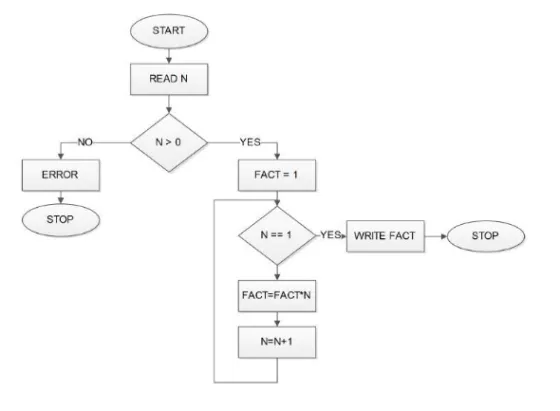 START
READ N
N > 0
NO
YES
ERROR
FACT = 1
STOP
N == 1
YES
WRITE FACT
STOP
FACT=FACT*N
N=N+1